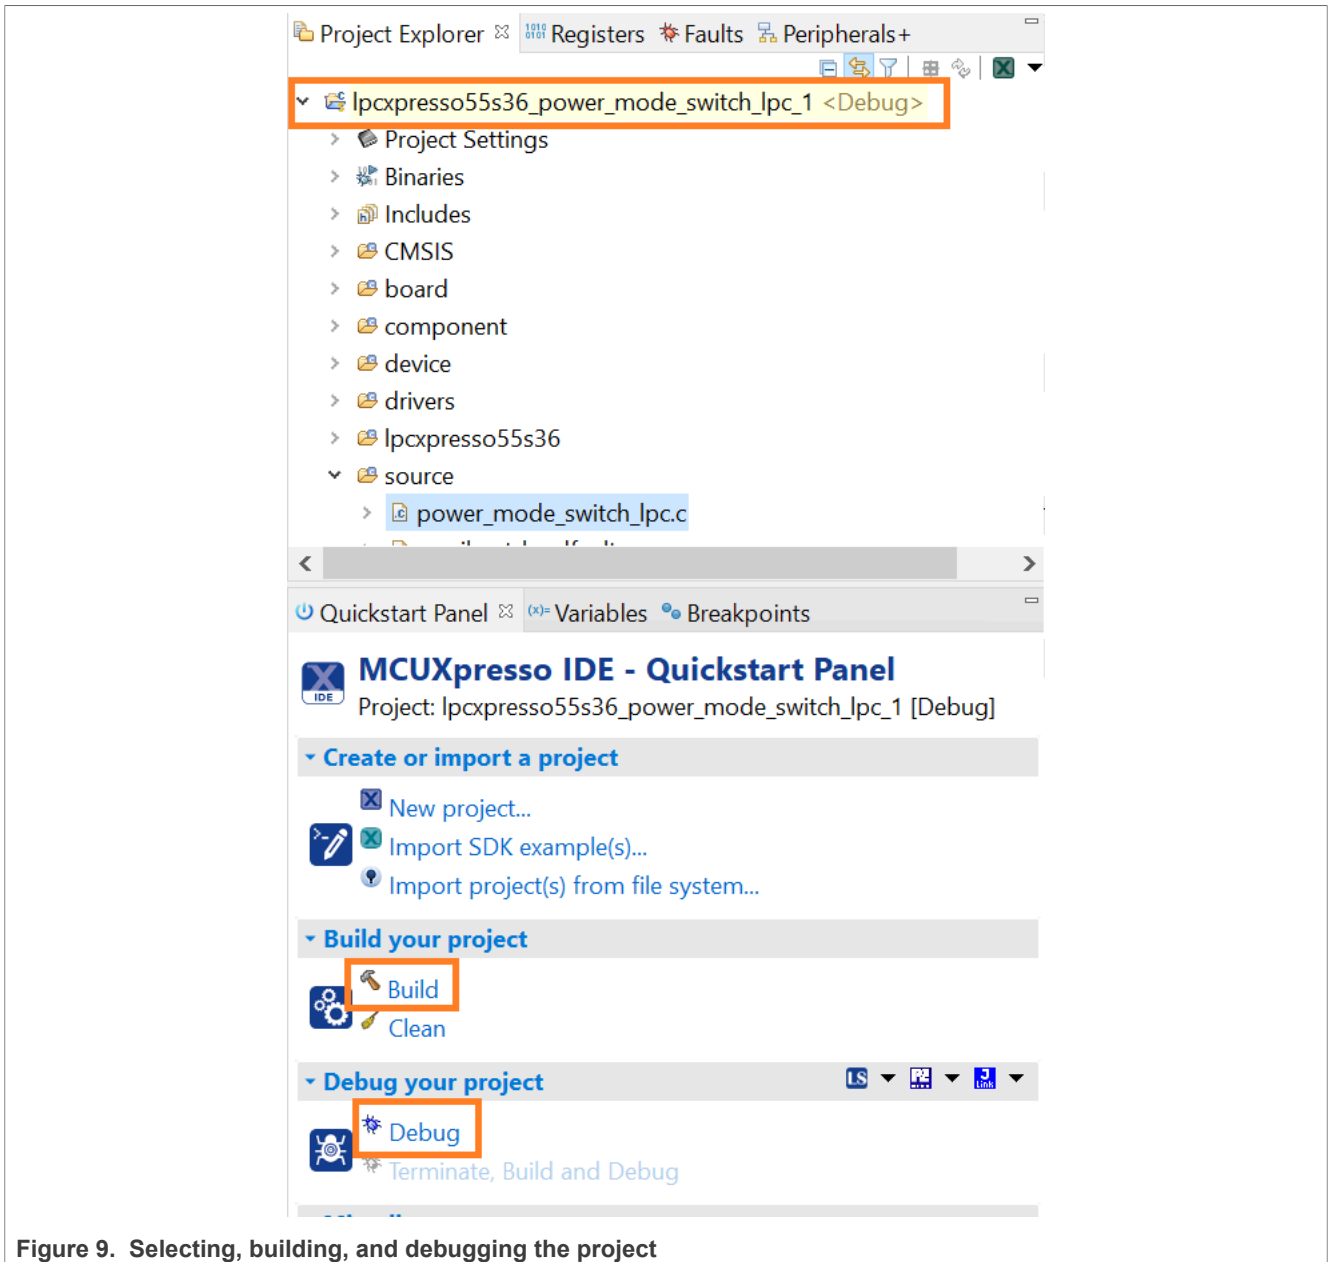 Project Explorer Registers Faults Peripherals+
lpcxpresso55s36_power_mode_switch_lpc_1 <Debug>
Project Settings
Binaries
Includes
CMSIS
board
component
device
drivers
lpcxpresso55s36
source
power_mode_switch_lpc.c
Quickstart Panel (x)= Variables Breakpoints
IDE
MCUXpresso IDE - Quickstart Panel
Project: lpcxpresso55s36_power_mode_switch_lpc_1 [Debug]
Create or import a project
New project...
Import SDK example(s)...
Import project(s) from file system...
Build your project
Build
Clean
Debug your project LS PE J Link
Debug
Terminate, Build and Debug
Figure 9. Selecting, building, and debugging the project